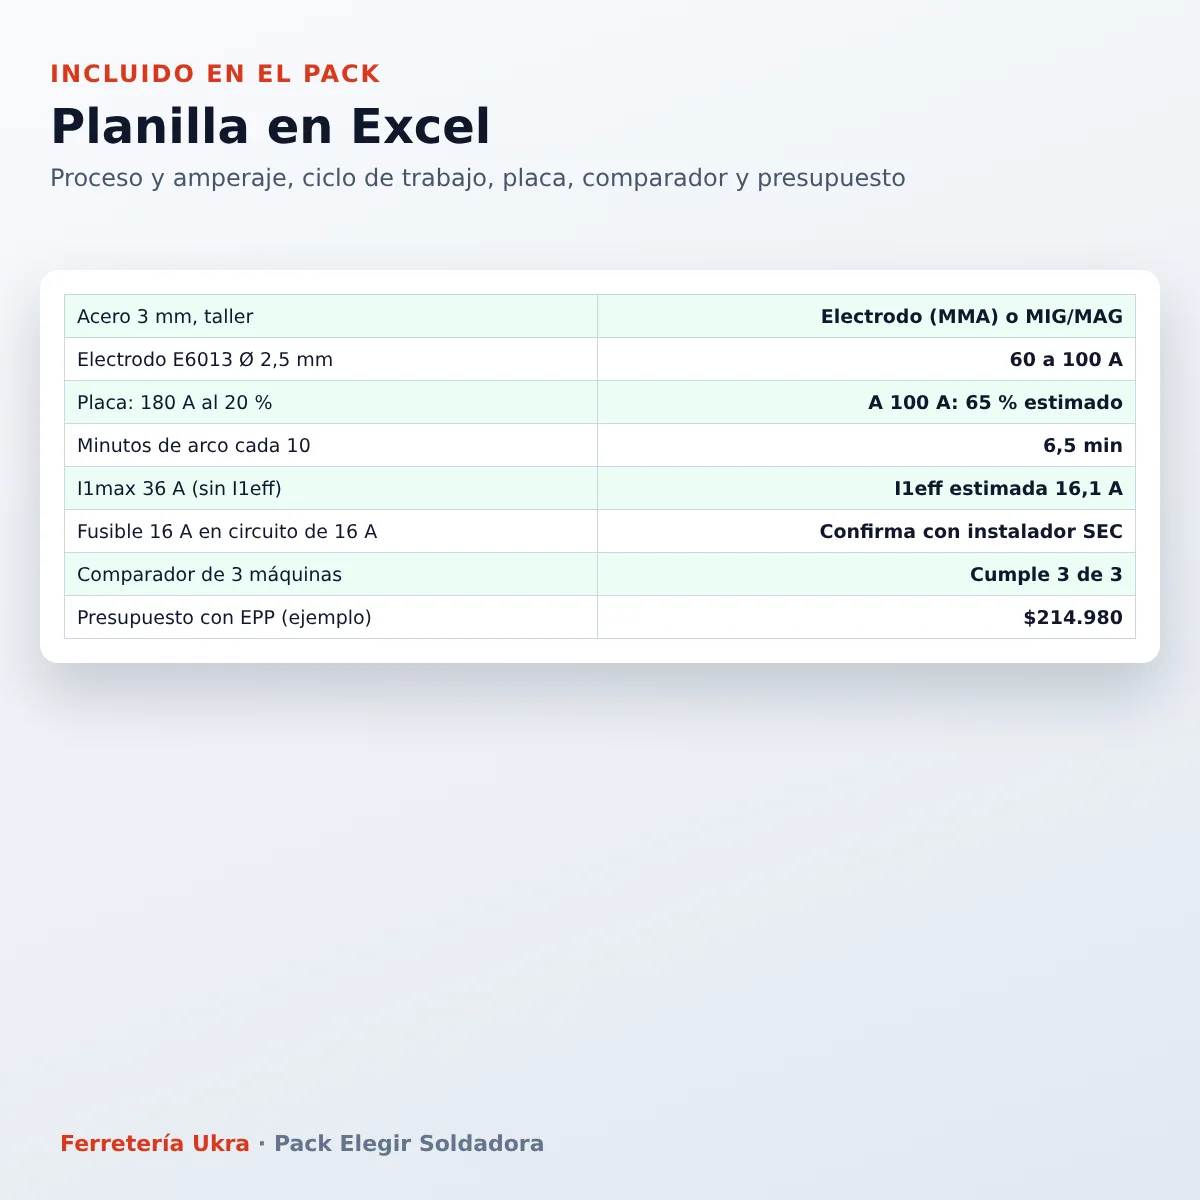 INCLUIDO EN EL PACK
Planilla en Excel
Proceso y amperaje, ciclo de trabajo, placa, comparador y presupuesto
Acero 3 mm, taller Electrodo (MMA) o MIG/MAG
Electrodo E6013 Ø 2,5 mm 60 a 100 A
Placa: 180 A al 20 % A 100 A: 65 % estimado
Minutos de arco cada 10 6,5 min
I1max 36 A (sin I1eff) I1eff estimada 16,1 A
Fusible 16 A en circuito de 16 A Confirma con instalador SEC
Comparador de 3 máquinas Cumple 3 de 3
Presupuesto con EPP (ejemplo) $214.980
Ferretería Ukra · Pack Elegir Soldadora